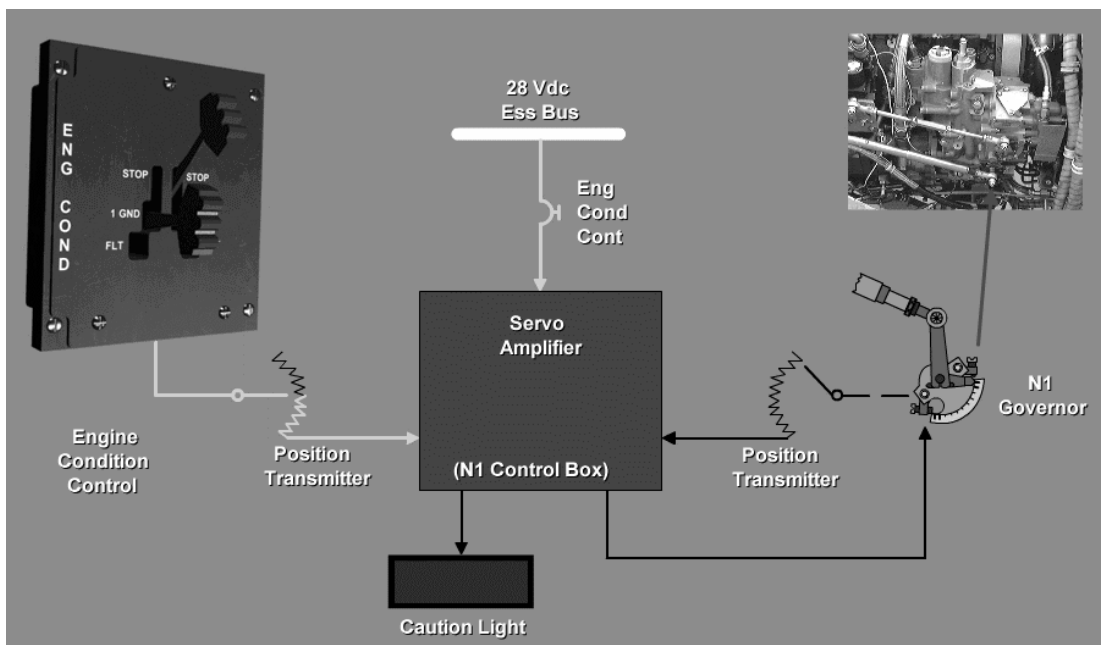 ENG COND
STOP
STOP
1 GND
FLT
28 Vdc
Ess Bus
Eng
Cond
Cont
Servo
Amplifier
(N1 Control Box)
Engine
Condition
Control
Position
Transmitter
Position
Transmitter
N1
Governor
Caution Light